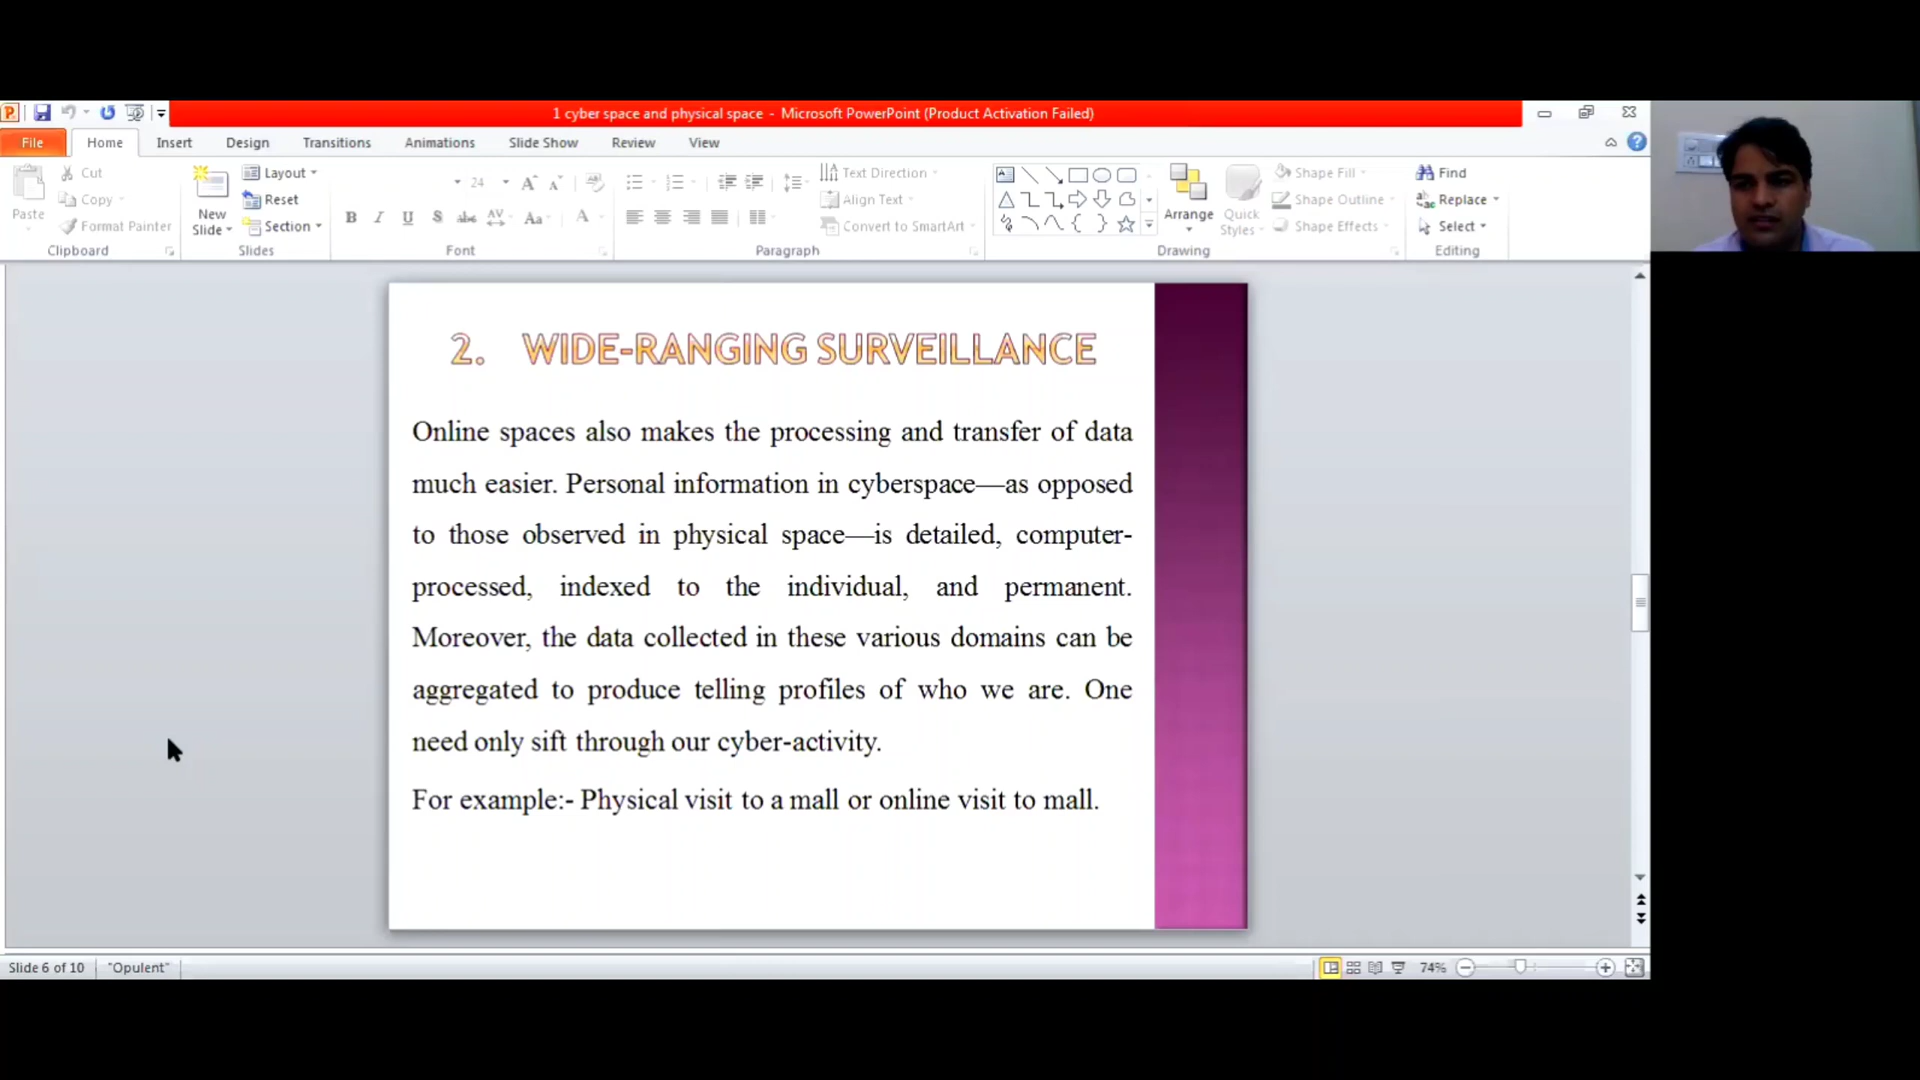 1 cyber space and physical space - Microsoft PowerPoint (Product Activation Failed)
File Home Insert Design Transitions Animations Slide Show Review View
Paste
Cut
Copy
Format Painter
Clipboard
New Slide
Layout
Reset
Section
Slides
24
Font
Text Direction
Align Text
Convert to SmartArt
Paragraph
Arrange
Quick Styles
Shape Fill
Shape Outline
Shape Effects
Drawing
Find
Replace
Select
Editing
2. WIDE-RANGING SURVEILLANCE
Online spaces also makes the processing and transfer of data
much easier. Personal information in cyberspace—as opposed
to those observed in physical space—is detailed, computer-
processed, indexed to the individual, and permanent.
Moreover, the data collected in these various domains can be
aggregated to produce telling profiles of who we are. One
need only sift through our cyber-activity.
For example:- Physical visit to a mall or online visit to mall.
Slide 6 of 10 "Opulent" 74%